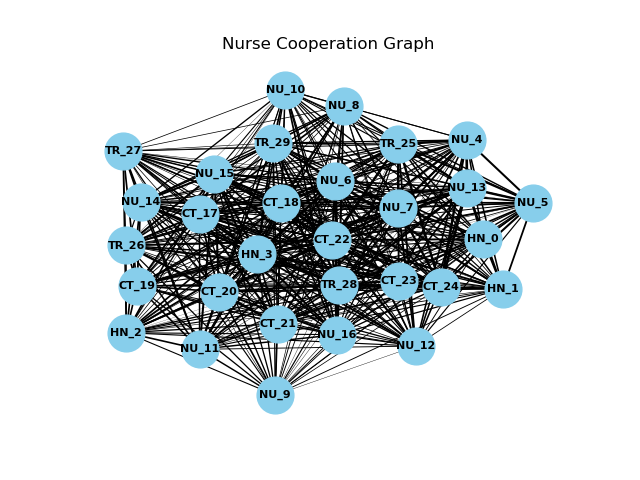 Nurse Cooperation Graph
NU_10
NU_8
NU_4
TR_29
TR_25
TR_27
NU_15
NU_6
NU_13
NU_14
CT_18
NU_5
NU_7
CT_17
HN_0
CT_22
TR_26
HN_3
CT_23
TR_28
CT_19
CT_24
HN_1
CT_20
CT_21
HN_2
NU_16
NU_12
NU_11
NU_9